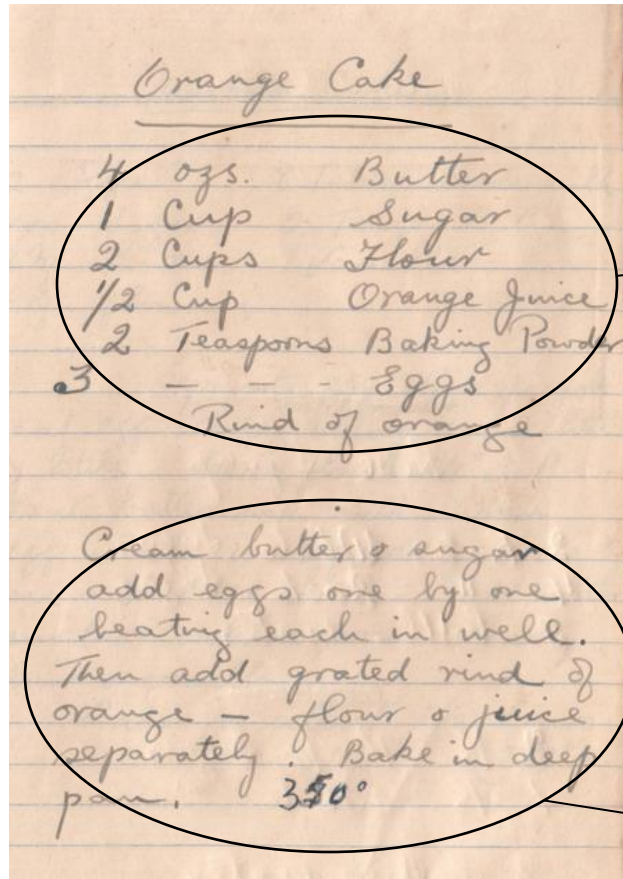 Orange Cake
4 ozs. Butter
1 Cup Sugar
2 Cups Flour
1/2 Cup Orange Juice
2 Teaspoons Baking Powder
3 - - - Eggs
Rind of orange
Cream butter & sugar
add eggs one by one
beating each in well.
Then add grated rind of
orange — flour & juice
separately. Bake in deep
pan. 350°